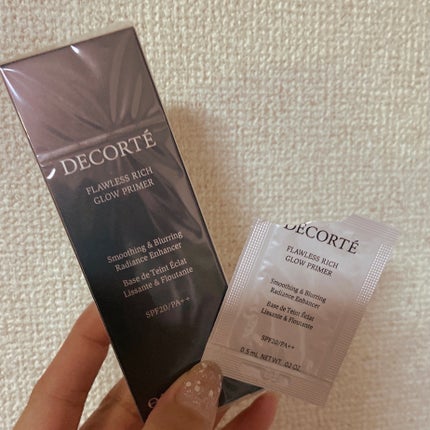 DECORTÉ
FLAWLESS RICH
GLOW PRIMER
Smoothing & Blurring
Radiance Enhancer
Base de Teint Éclat
Lissante & Floutante
SPF20/PA++
DECORTÉ
FLAWLESS RICH
GLOW PRIMER
Smoothing & Blurring
Radiance Enhancer
Base de Teint Éclat
Lissante & Floutante
SPF20/PA++
0.5 mL NET WT. .02 OZ.